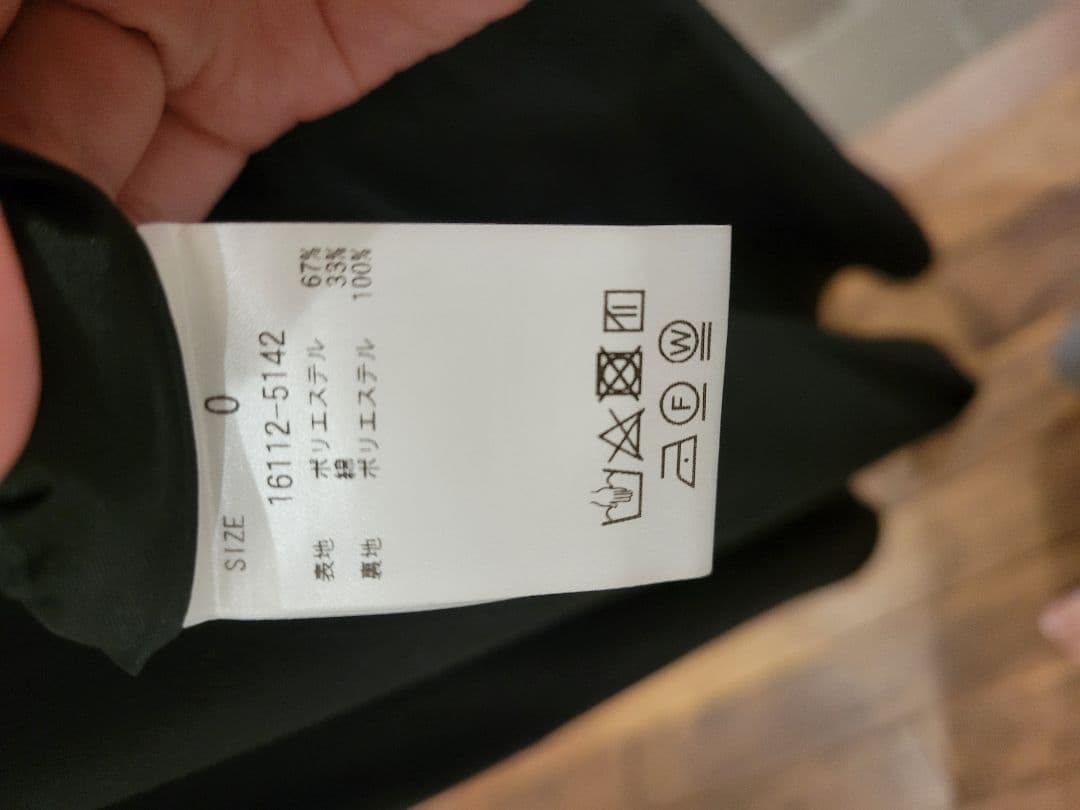 SIZE 0
16112-5142
表地 ポリエステル 67%
綿 33%
裏地 ポリエステル 100%
F W